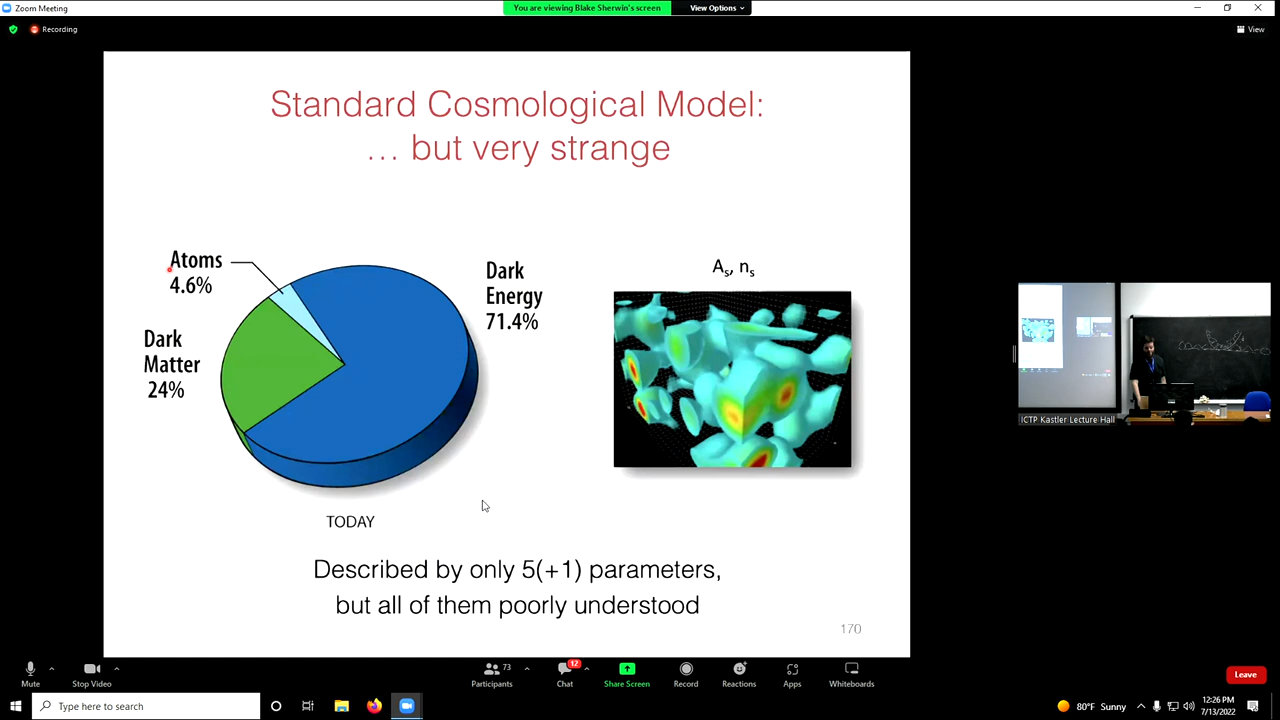 Zoom Meeting
You are viewing Blake Sherwin's screen
View Options
Recording
View
Standard Cosmological Model:
… but very strange
Atoms
4.6%
Dark
Energy
71.4%
Dark
Matter
24%
As, ns
TODAY
Described by only 5(+1) parameters,
but all of them poorly understood
170
ICTP Kastler Lecture Hall
Mute
Stop Video
Participants
73
Chat
12
Share Screen
Record
Reactions
Apps
Whiteboards
Leave
Type here to search
80°F Sunny
12:26 PM
7/13/2022